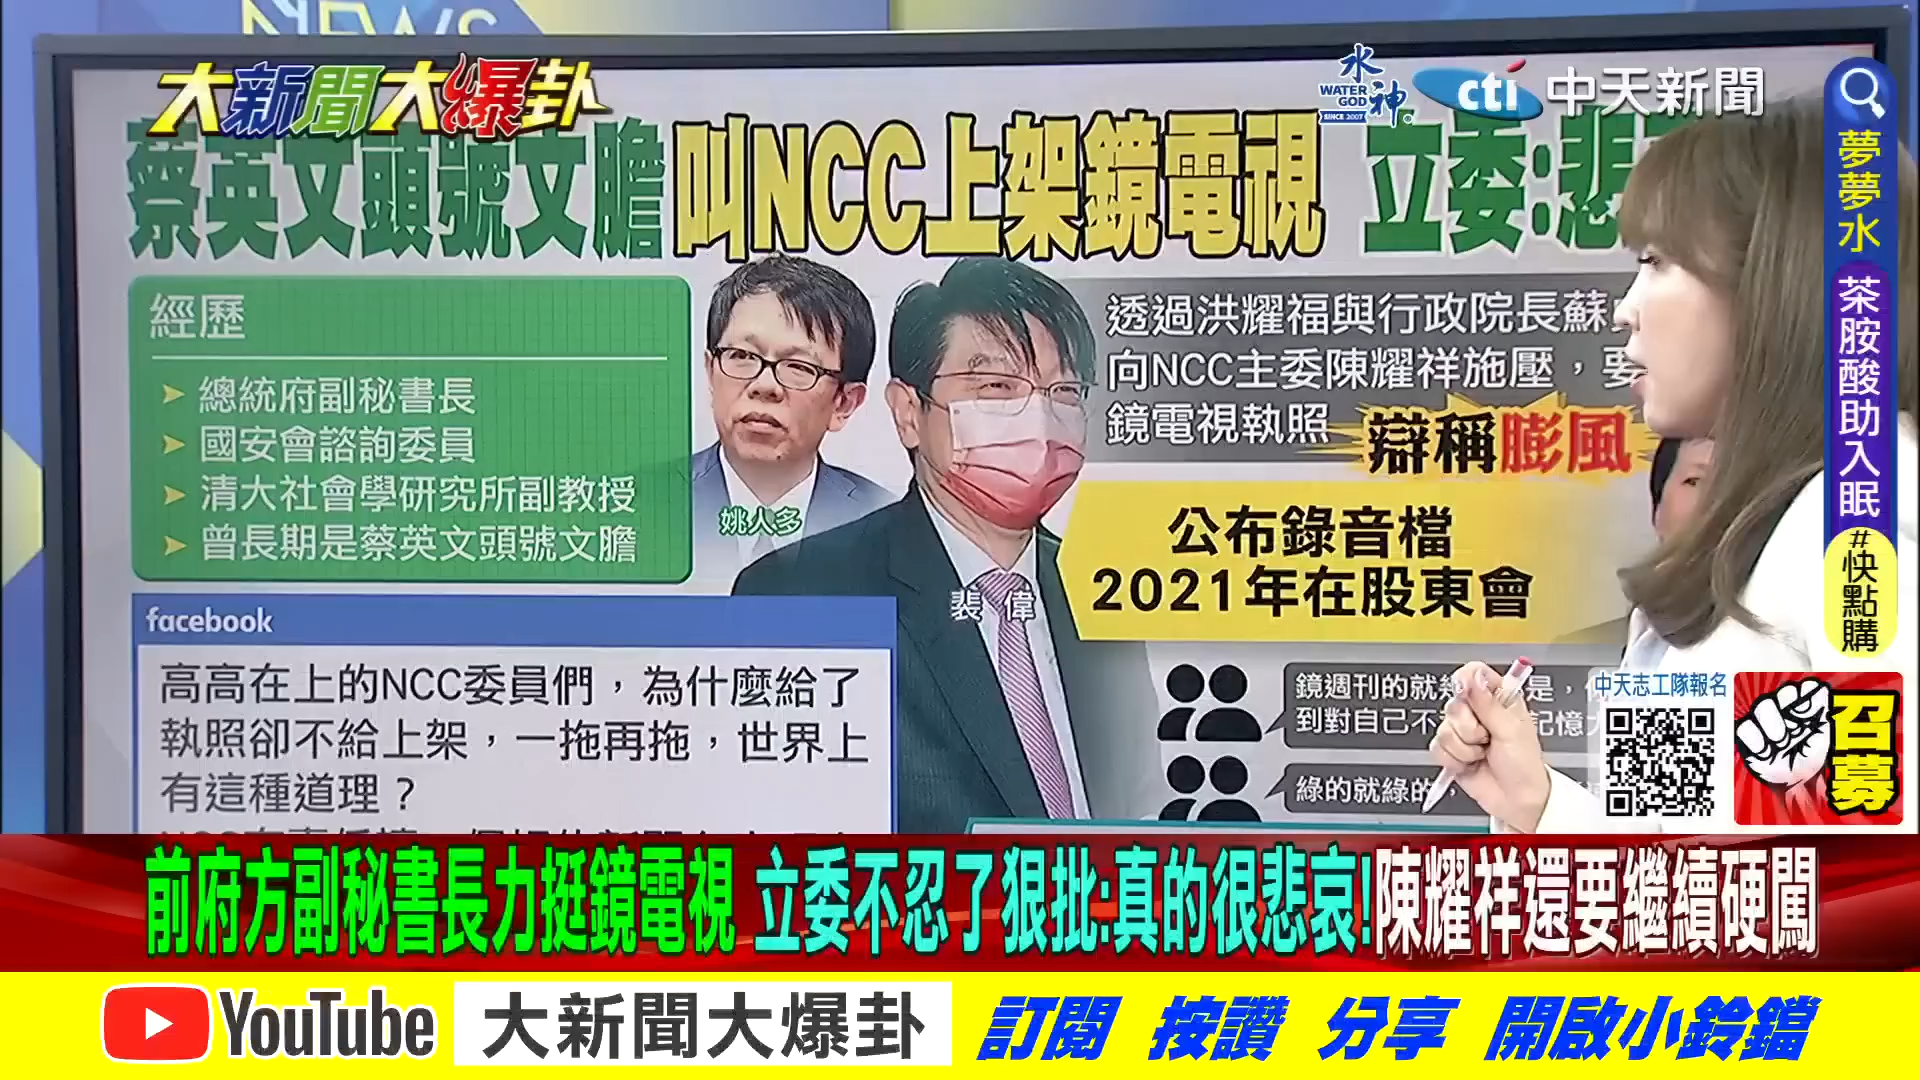 NEWS
大新聞大爆卦
水神
WATER GOD
SINCE 2007
cti 中天新聞
蔡英文頭號文膽 叫NCC上架鏡電視 立委:悲
經歷
總統府副秘書長
國安會諮詢委員
清大社會學研究所副教授
曾長期是蔡英文頭號文膽
姚人多
裴偉
透過洪耀福與行政院長蘇
向NCC主委陳耀祥施壓，要
鏡電視執照
辯稱膨風
公布錄音檔
2021年在股東會
facebook
高高在上的NCC委員們，為什麼給了
執照卻不給上架，一拖再拖，世界上
有這種道理？
鏡週刊的就
是，
到對自己不
記憶
綠的就綠的，
夢夢水
茶胺酸助入眠
#快點購
中天志工隊報名
召募
前府方副秘書長力挺鏡電視 立委不忍了狠批:真的很悲哀!陳耀祥還要繼續硬闖
YouTube 大新聞大爆卦 訂閱 按讚 分享 開啟小鈴鐺